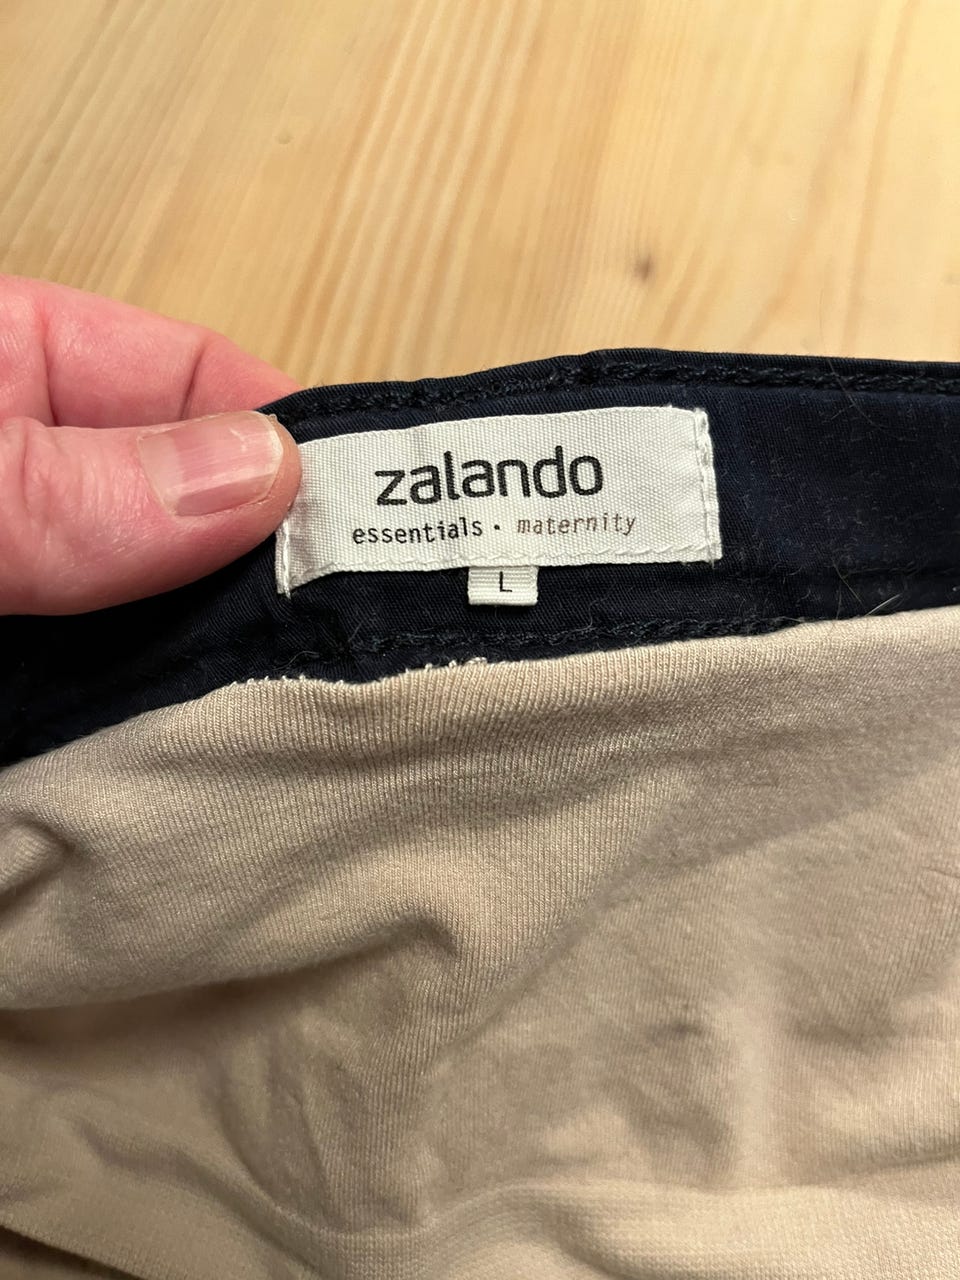 zalando
essentials · maternity
L